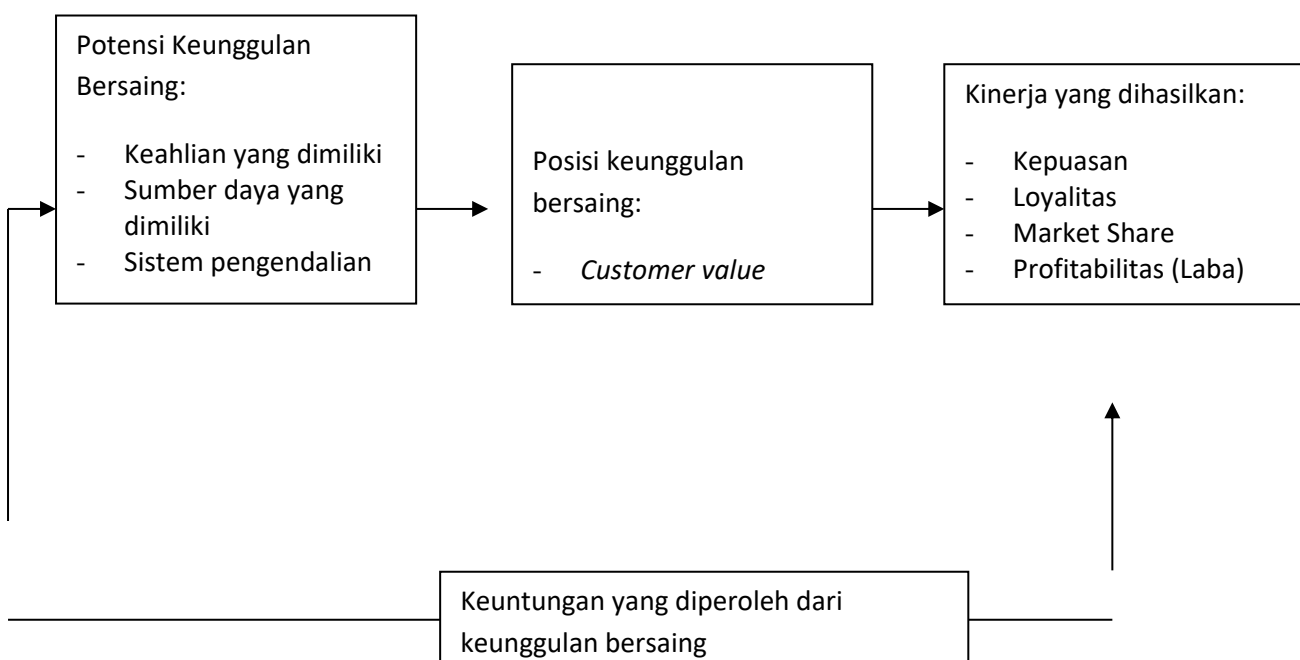 Potensi Keunggulan
Bersaing:
- Keahlian yang dimiliki
- Sumber daya yang
dimiliki
- Sistem pengendalian
Posisi keunggulan
bersaing:
- Customer value
Kinerja yang dihasilkan:
- Kepuasan
- Loyalitas
- Market Share
- Profitabilitas (Laba)
Keuntungan yang diperoleh dari
keunggulan bersaing